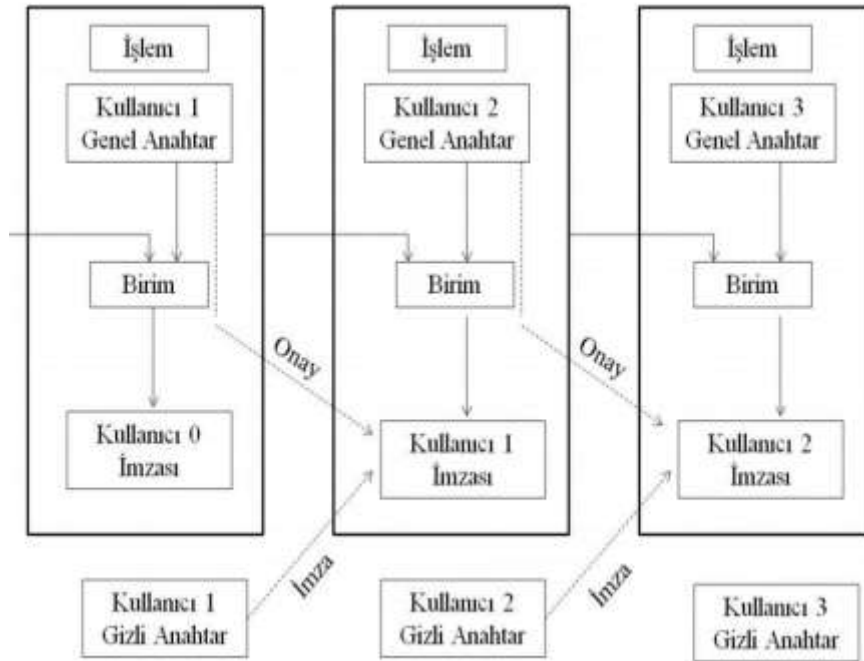 İşlem
Kullanıcı 1
Genel Anahtar
Birim
Kullanıcı 0
İmzası
Kullanıcı 1
Gizli Anahtar
Onay
İmza
İşlem
Kullanıcı 2
Genel Anahtar
Birim
Kullanıcı 1
İmzası
Kullanıcı 2
Gizli Anahtar
Onay
İmza
İşlem
Kullanıcı 3
Genel Anahtar
Birim
Kullanıcı 2
İmzası
Kullanıcı 3
Gizli Anahtar